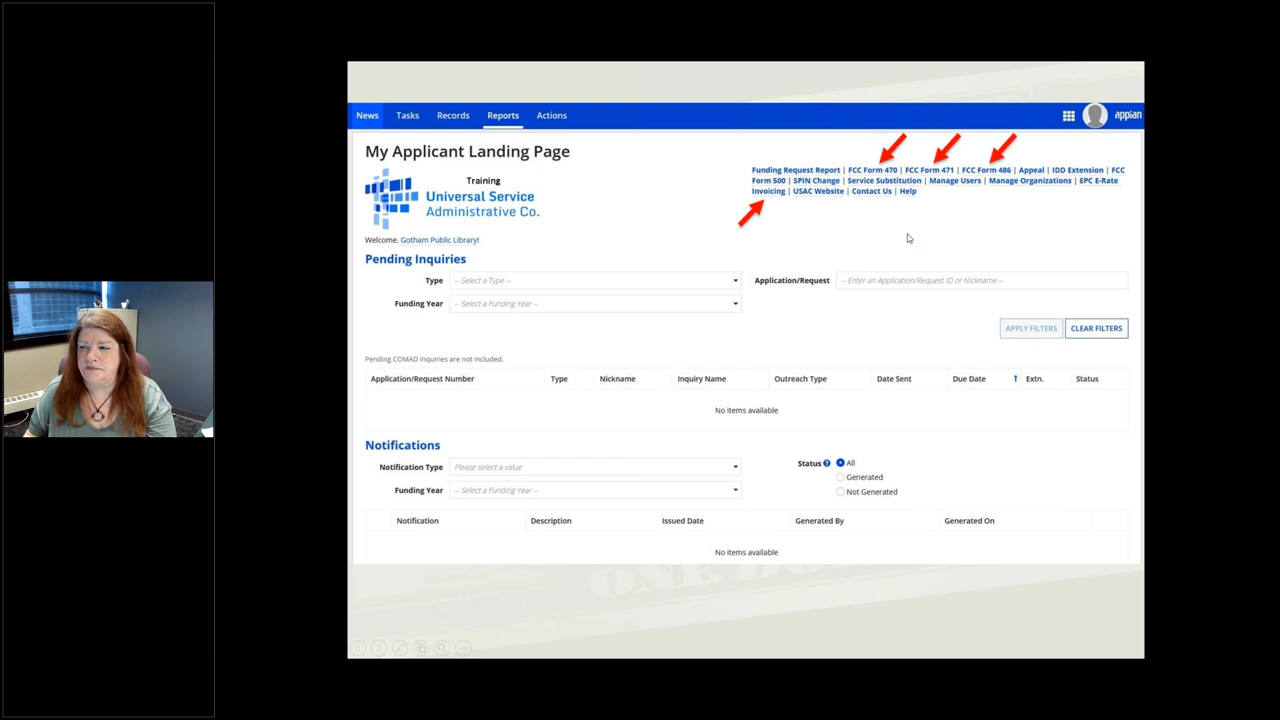 News Tasks Records Reports Actions
appian
My Applicant Landing Page
Funding Request Report | FCC Form 470 | FCC Form 471 | FCC Form 486 | Appeal | IDD Extension | FCC
Form 500 | SPIN Change | Service Substitution | Manage Users | Manage Organizations | EPC E-Rate
Invoicing | USAC Website | Contact Us | Help
Training
Universal Service
Administrative Co.
Welcome, Gotham Public Library!
Pending Inquiries
Type -- Select a Type -- Application/Request -- Enter an Application/Request ID or Nickname --
Funding Year -- Select a Funding Year --
APPLY FILTERS CLEAR FILTERS
Pending COMAD Inquiries are not included.
Application/Request Number Type Nickname Inquiry Name Outreach Type Date Sent Due Date Extn. Status
No items available
Notifications
Notification Type Please select a value Status All
Generated
Funding Year -- Select a Funding Year -- Not Generated
Notification Description Issued Date Generated By Generated On
No items available